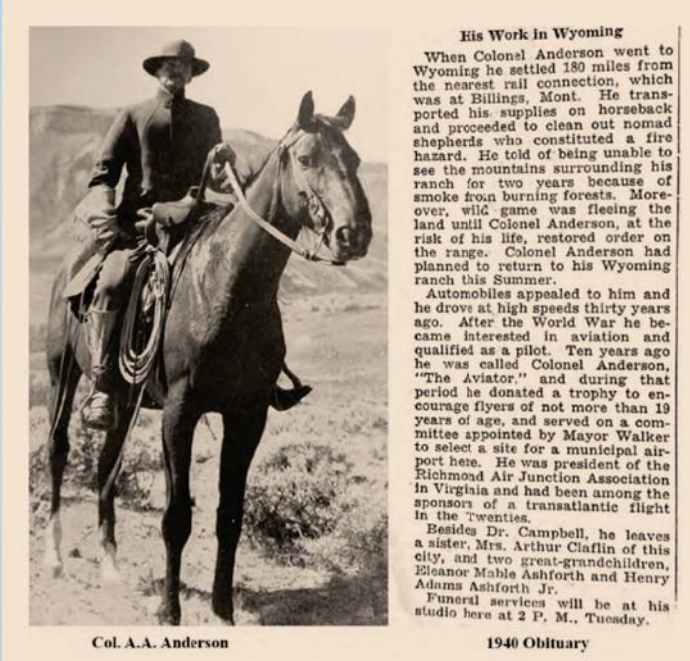 His Work in Wyoming
When Colonel Anderson went to
Wyoming he settled 180 miles from
the nearest rail connection, which
was at Billings, Mont. He trans-
ported his supplies on horseback
and proceeded to clean out nomad
shepherds who constituted a fire
hazard. He told of being unable to
see the mountains surrounding his
ranch for two years because of
smoke from burning forests. More-
over, wild game was fleeing the
land until Colonel Anderson, at the
risk of his life, restored order on
the range. Colonel Anderson had
planned to return to his Wyoming
ranch this Summer.
Automobiles appealed to him and
he drove at high speeds thirty years
ago. After the World War he be-
came interested in aviation and
qualified as a pilot. Ten years ago
he was called Colonel Anderson,
"The Aviator," and during that
period he donated a trophy to en-
courage flyers of not more than 19
years of age, and served on a com-
mittee appointed by Mayor Walker
to select a site for a municipal air-
port here. He was president of the
Richmond Air Junction Association
in Virginia and had been among the
sponsors of a transatlantic flight
in the Twenties.
Besides Dr. Campbell, he leaves
a sister, Mrs. Arthur Claflin of this
city, and two great-grandchildren,
Eleanor Mable Ashforth and Henry
Adams Ashforth Jr.
Funeral services will be at his
studio here at 2 P. M., Tuesday.
Col. A.A. Anderson
1940 Obituary